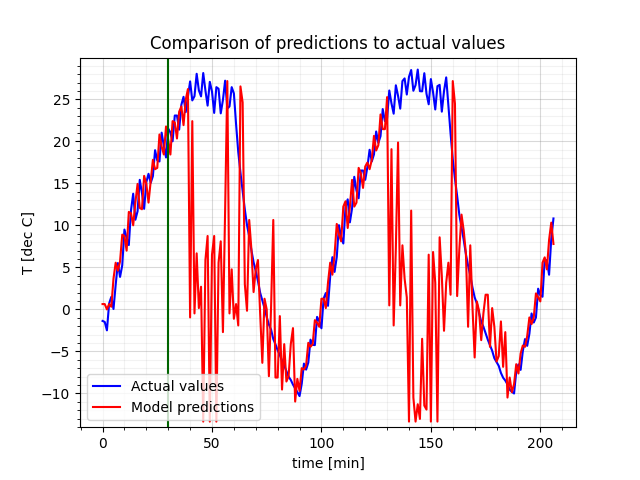 Comparison of predictions to actual values
T [dec C]
25
20
15
10
5
0
−5
−10
Actual values
Model predictions
0
50
100
150
200
time [min]